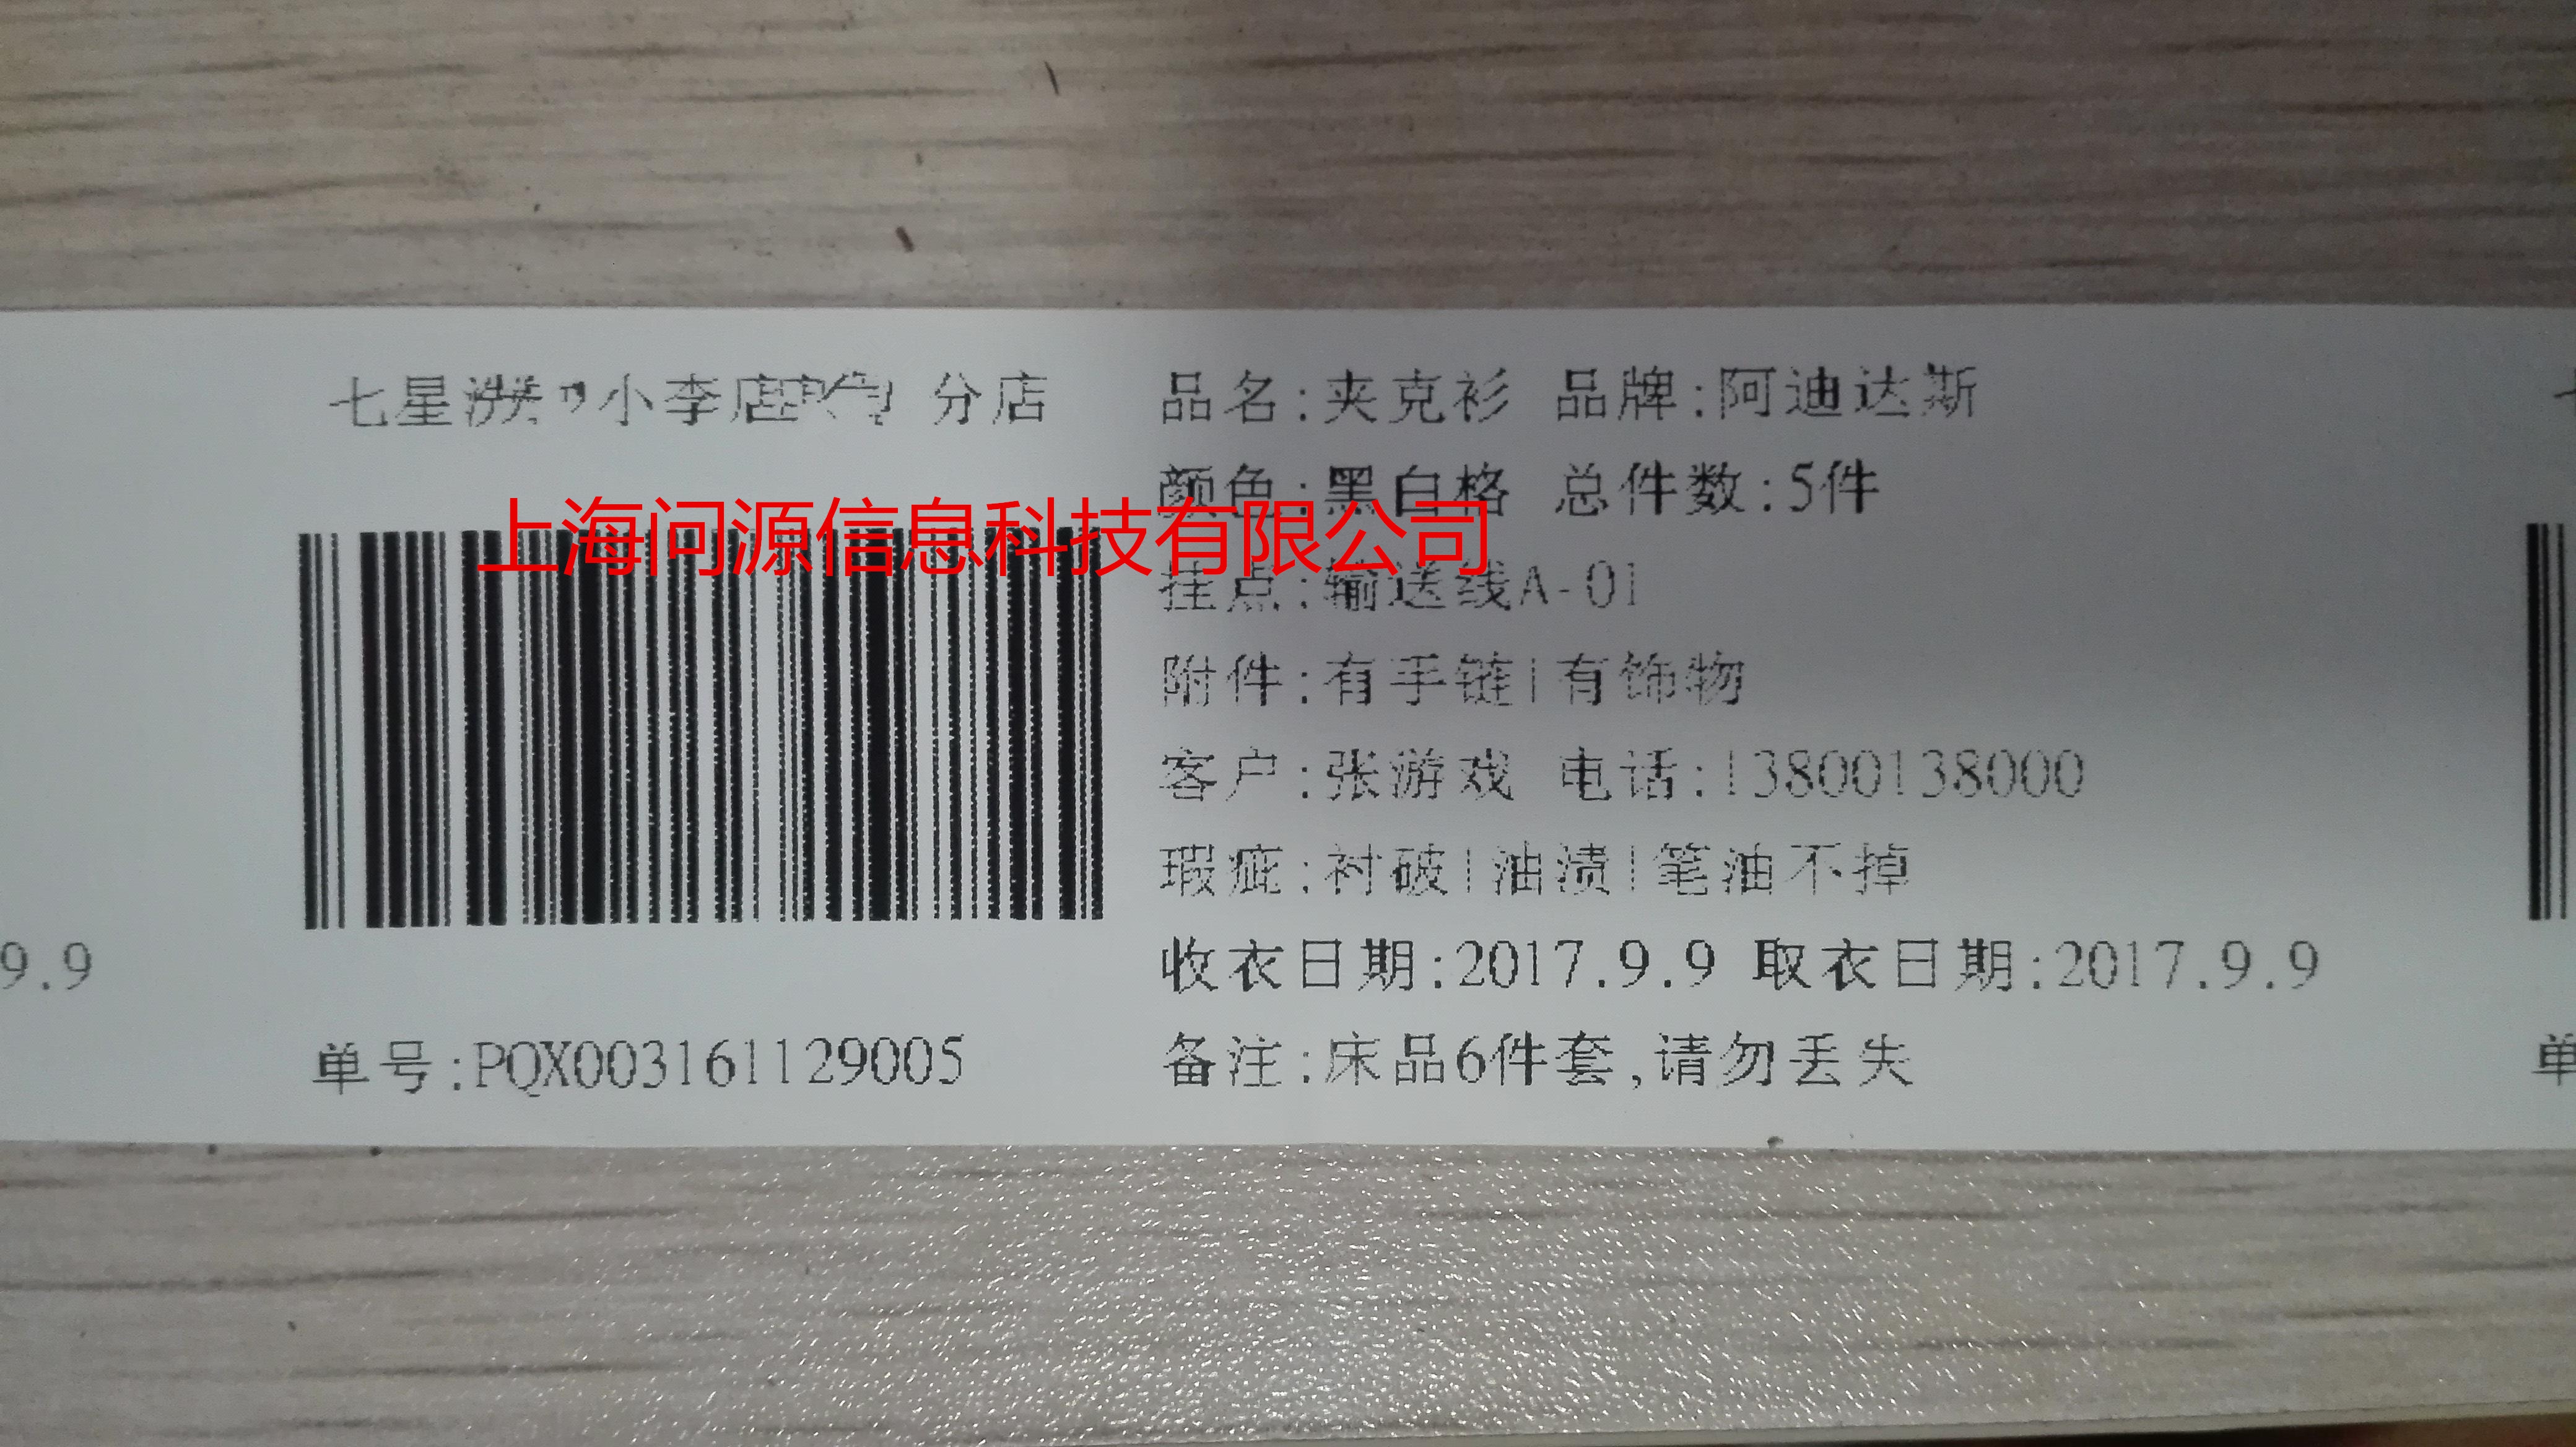 七星洗 小李店 分店
品名:夹克衫 品牌:阿迪达斯
颜色:黑白格 总件数:5件
上海问源信息科技有限公司
挂点:输送线A-01
附件:有手链|有饰物
客户:张游戏 电话:13800138000
瑕疵:衬破|油渍|笔油不掉
9.9
收衣日期:2017.9.9 取衣日期:2017.9.9
单号:PQX003161129005
备注:床品6件套,请勿丢失
单